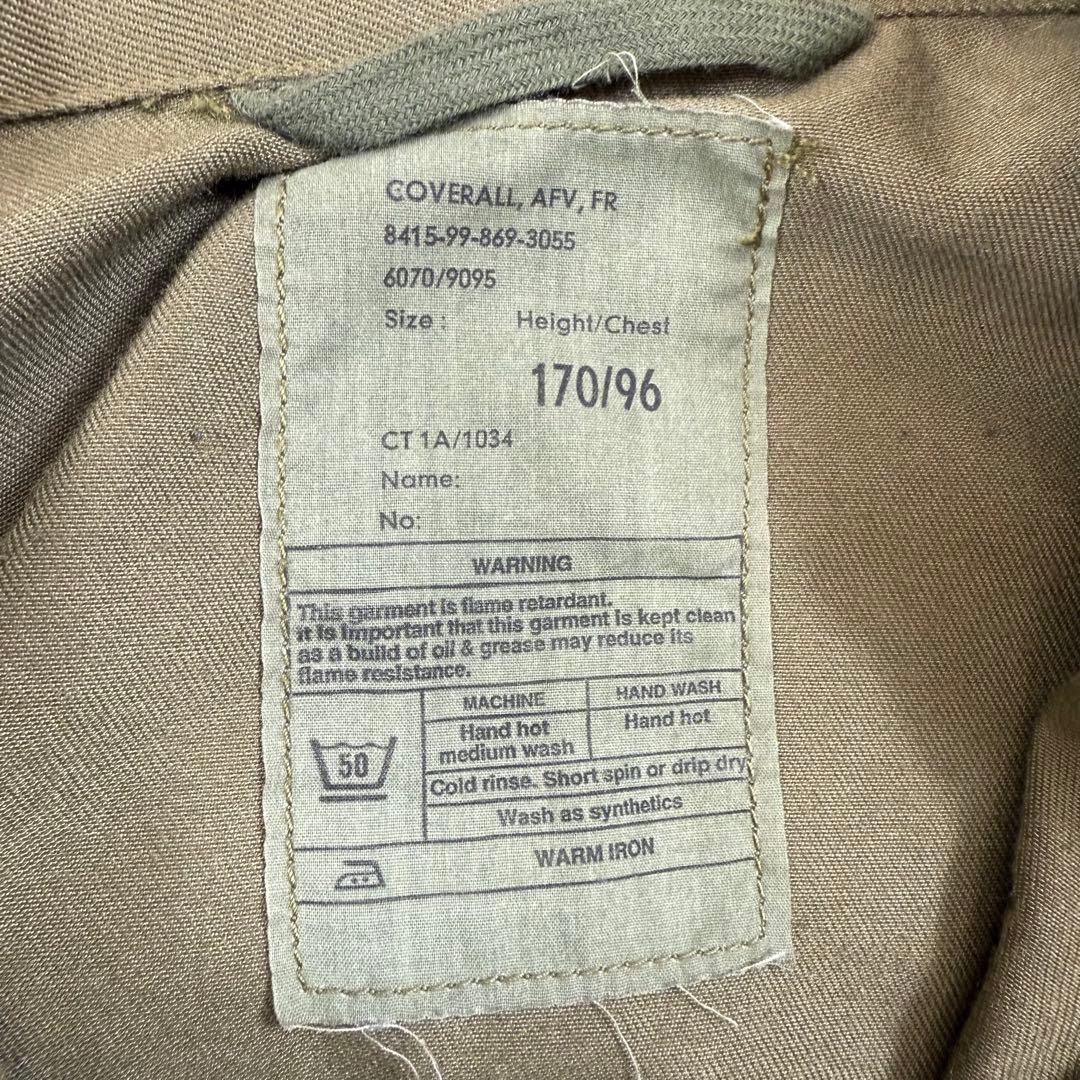 COVERALL, AFV, FR
8415-99-869-3055
6070/9095
Size : Height/Chest
170/96
CT 1A/1034
Name:
No:
WARNING
This garment is flame retardant.
it is important that this garment is kept clean
as a build of oil & grease may reduce its
flame resistance.
MACHINE HAND WASH
Hand hot Hand hot
medium wash
50
Cold rinse. Short spin or drip dry
Wash as synthetics
WARM IRON